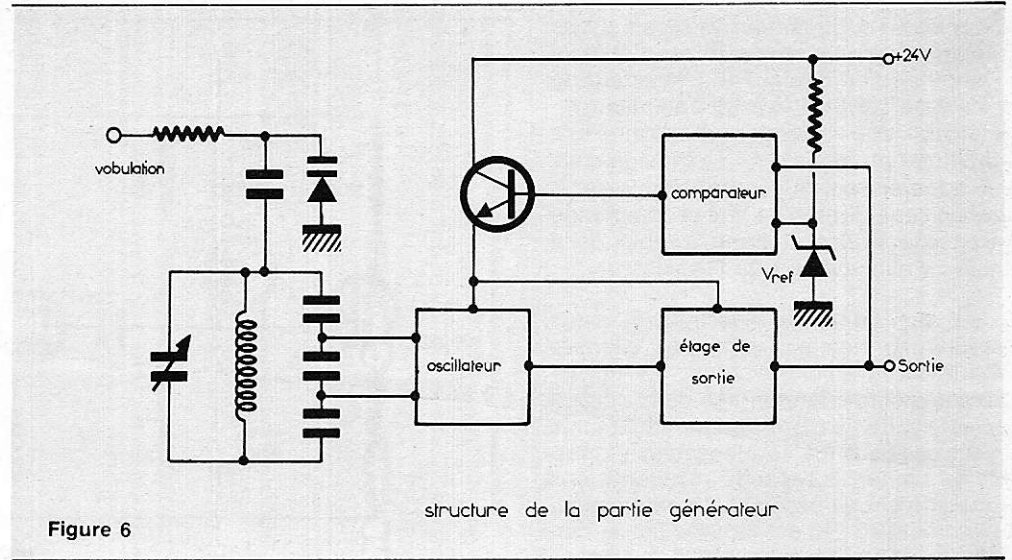 +24V
vobulation
comparateur
Vref
oscillateur
étage de
sortie
Sortie
structure de la partie générateur
Figure 6